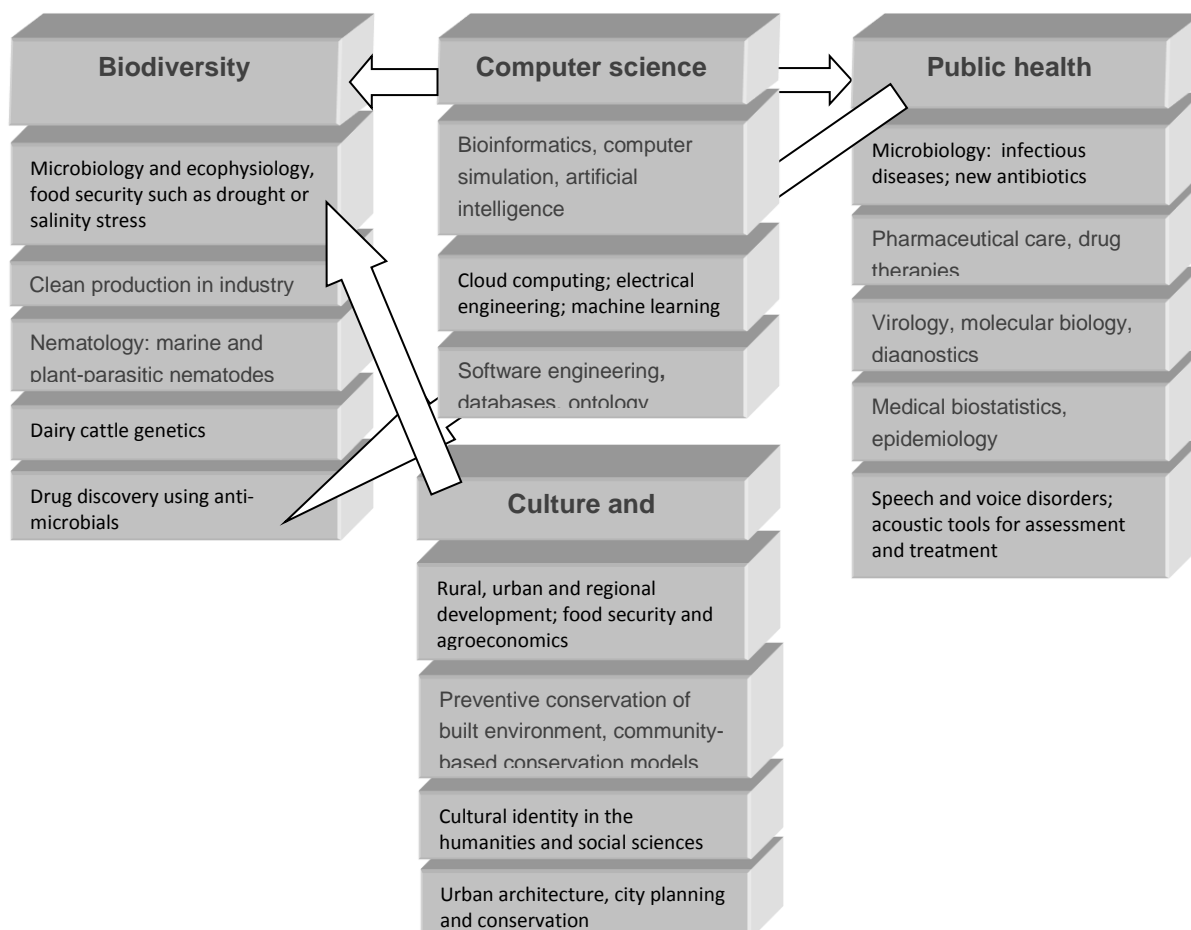 Biodiversity
Microbiology and ecophysiology,
food security such as drought or
salinity stress
Clean production in industry
Nematology: marine and
plant-parasitic nematodes
Dairy cattle genetics
Drug discovery using anti-
microbials
Computer science
Bioinformatics, computer
simulation, artificial
intelligence
Cloud computing; electrical
engineering; machine learning
Software engineering,
databases, ontology
Culture and
Rural, urban and regional
development; food security and
agroeconomics
Preventive conservation of
built environment, community-
based conservation models
Cultural identity in the
humanities and social sciences
Urban architecture, city planning
and conservation
Public health
Microbiology: infectious
diseases; new antibiotics
Pharmaceutical care, drug
therapies
Virology, molecular biology,
diagnostics
Medical biostatistics,
epidemiology
Speech and voice disorders;
acoustic tools for assessment
and treatment